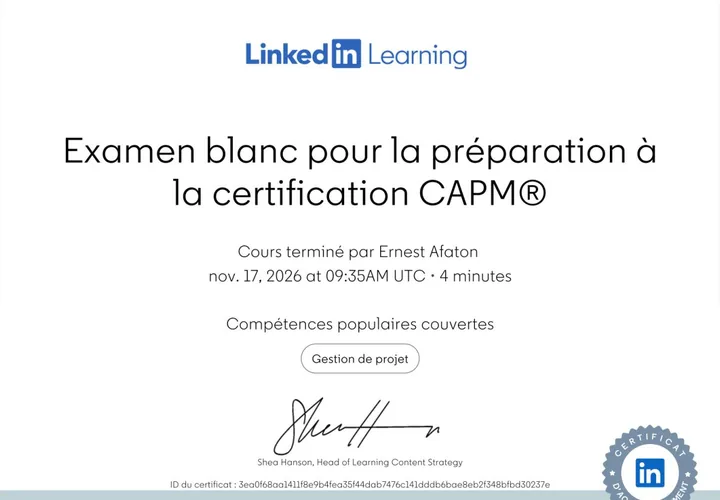 LinkedIn Learning
Examen blanc pour la préparation à
la certification CAPM®
Cours terminé par Ernest Afaton
nov. 17, 2026 at 09:35AM UTC • 4 minutes
Compétences populaires couvertes
Gestion de projet
Shea Hanson, Head of Learning Content Strategy
ID du certificat : 3ea0f68aa1411f8e9b4fea35f44dab7476c141dddb6bae8eb2f348bfbd30237e
CERTIFICAT
in